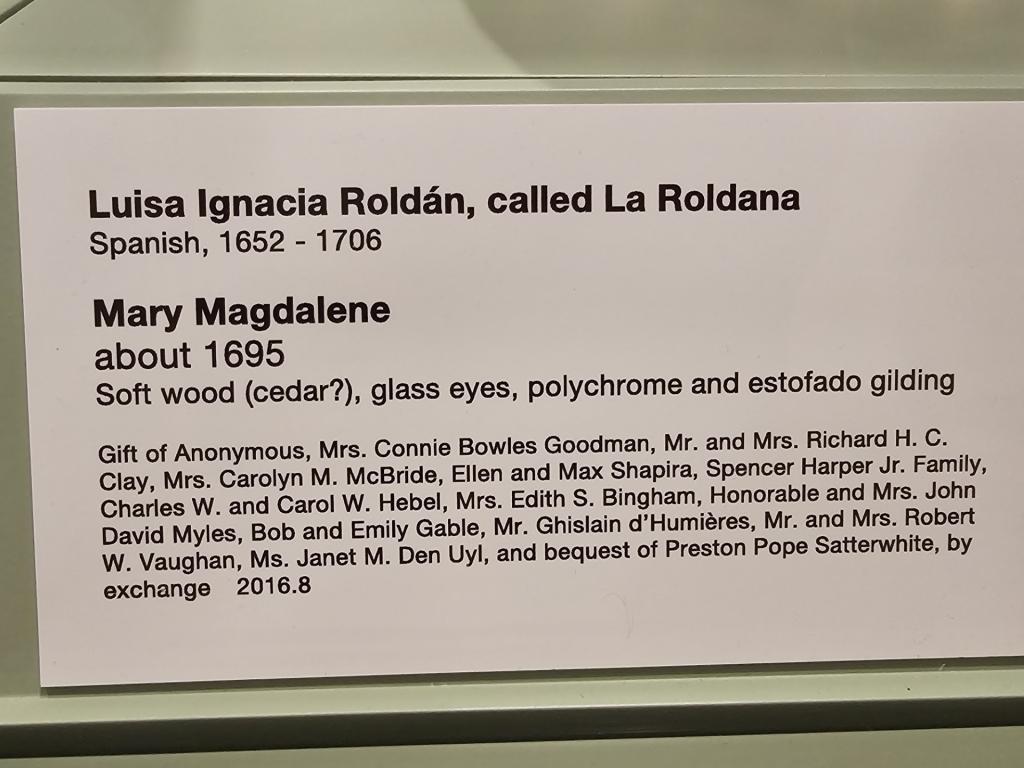 Luisa Ignacia Roldán, called La Roldana
Spanish, 1652 - 1706
Mary Magdalene
about 1695
Soft wood (cedar?), glass eyes, polychrome and estofado gilding
Gift of Anonymous, Mrs. Connie Bowles Goodman, Mr. and Mrs. Richard H. C.
Clay, Mrs. Carolyn M. McBride, Ellen and Max Shapira, Spencer Harper Jr. Family,
Charles W. and Carol W. Hebel, Mrs. Edith S. Bingham, Honorable and Mrs. John
David Myles, Bob and Emily Gable, Mr. Ghislain d'Humières, Mr. and Mrs. Robert
W. Vaughan, Ms. Janet M. Den Uyl, and bequest of Preston Pope Satterwhite, by
exchange 2016.8